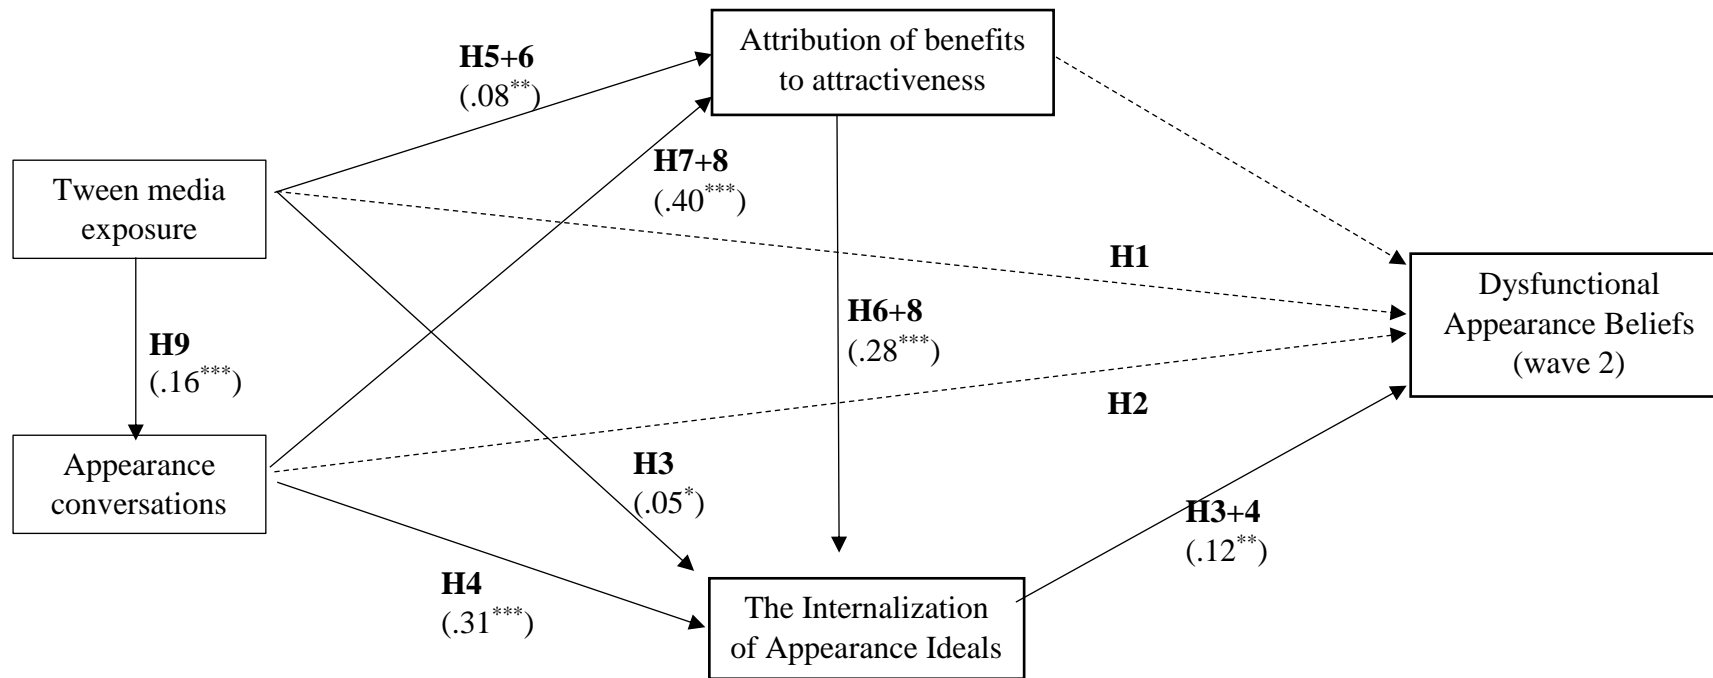 Attribution of benefits
to attractiveness
H5+6
(.08**)
H7+8
(.40***)
Tween media
exposure
H1
Dysfunctional
Appearance Beliefs
(wave 2)
H6+8
(.28***)
H9
(.16***)
H2
Appearance
conversations
H3
(.05*)
H3+4
(.12**)
H4
(.31***)
The Internalization
of Appearance Ideals